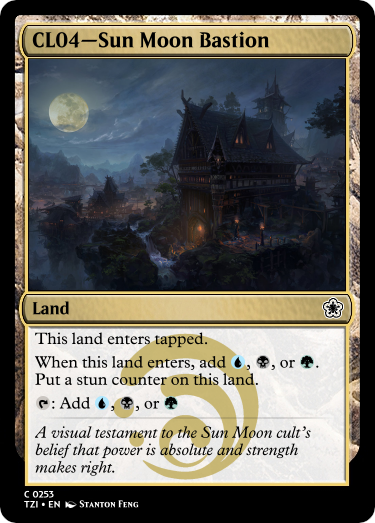 CL04—Sun Moon Bastion
Land
This land enters tapped.
When this land enters, add , , or .
Put a stun counter on this land.
: Add , , or
A visual testament to the Sun Moon cult's
belief that power is absolute and strength
makes right.
C 0253
TZI • EN Stanton Feng